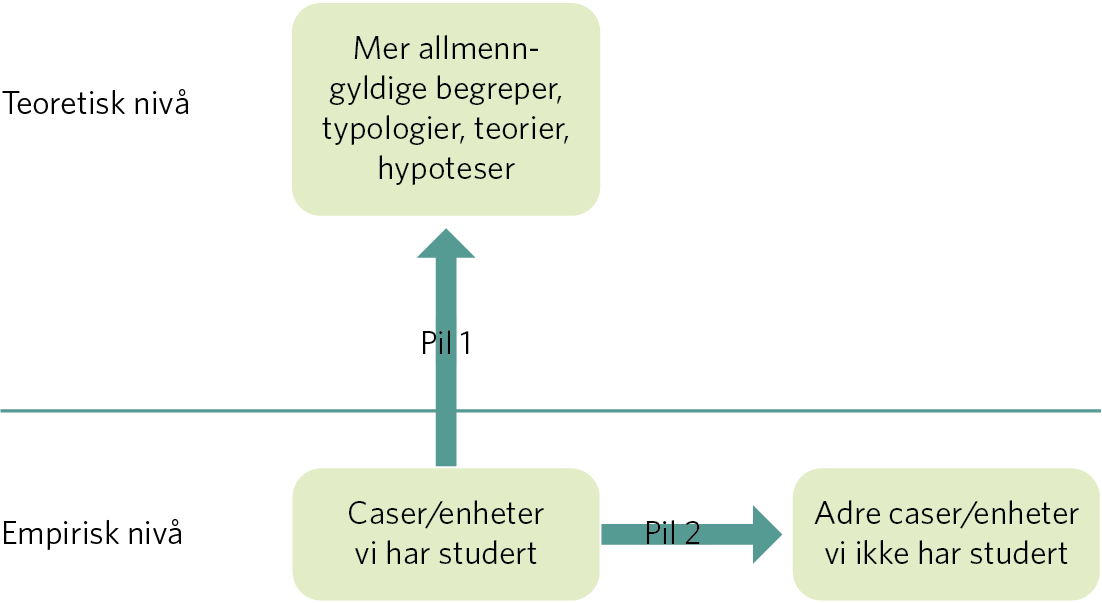 Mer allmenn-
gyldige begreper,
typologier, teorier,
hypoteser
Teoretisk nivå
Pil 1
Empirisk nivå
Caser/enheter
vi har studert
Pil 2
Adre caser/enheter
vi ikke har studert